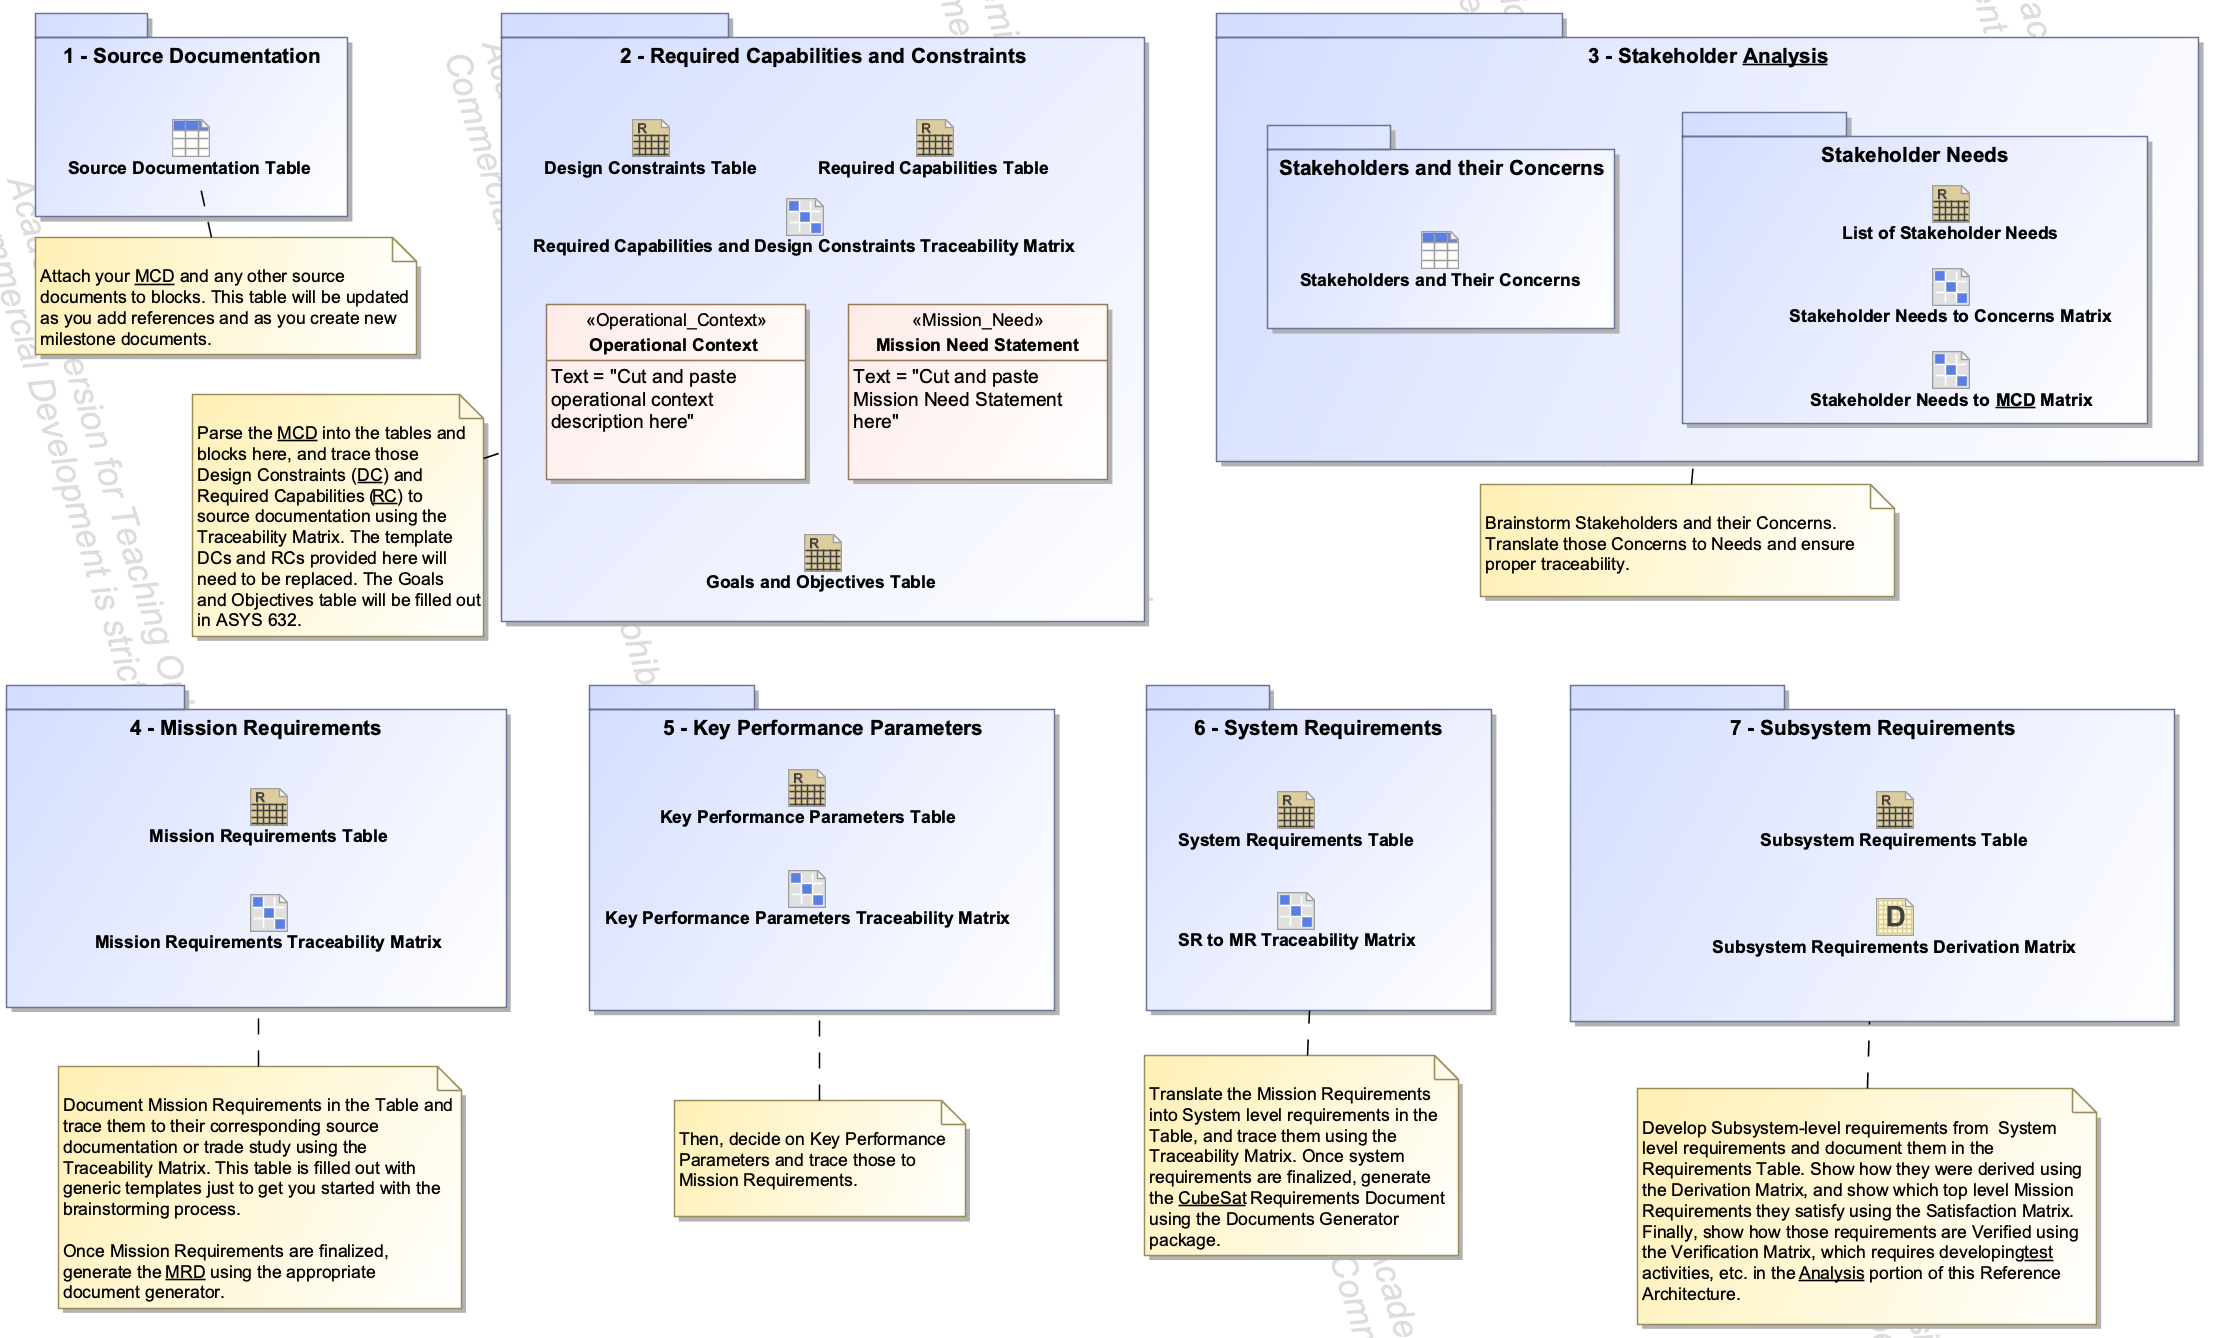 1 - Source Documentation
Source Documentation Table
Attach your MCD and any other source
documents to blocks. This table will be updated
as you add references and as you create new
milestone documents.
2 - Required Capabilities and Constraints
Design Constraints Table
Required Capabilities Table
Required Capabilities and Design Constraints Traceability Matrix
«Operational_Context»
Operational Context
Text = "Cut and paste
operational context
description here"
«Mission_Need»
Mission Need Statement
Text = "Cut and paste
Mission Need Statement
here"
Goals and Objectives Table
Parse the MCD into the tables and
blocks here, and trace those
Design Constraints (DC) and
Required Capabilities (RC) to
source documentation using the
Traceability Matrix. The template
DCs and RCs provided here will
need to be replaced. The Goals
and Objectives table will be filled out
in ASYS 632.
3 - Stakeholder Analysis
Stakeholders and their Concerns
Stakeholders and Their Concerns
Stakeholder Needs
List of Stakeholder Needs
Stakeholder Needs to Concerns Matrix
Stakeholder Needs to MCD Matrix
Brainstorm Stakeholders and their Concerns.
Translate those Concerns to Needs and ensure
proper traceability.
4 - Mission Requirements
Mission Requirements Table
Mission Requirements Traceability Matrix
Document Mission Requirements in the Table and
trace them to their corresponding source
documentation or trade study using the
Traceability Matrix. This table is filled out with
generic templates just to get you started with the
brainstorming process.
Once Mission Requirements are finalized,
generate the MRD using the appropriate
document generator.
5 - Key Performance Parameters
Key Performance Parameters Table
Key Performance Parameters Traceability Matrix
Then, decide on Key Performance
Parameters and trace those to
Mission Requirements.
6 - System Requirements
System Requirements Table
SR to MR Traceability Matrix
Translate the Mission Requirements
into System level requirements in the
Table, and trace them using the
Traceability Matrix. Once system
requirements are finalized, generate
the CubeSat Requirements Document
using the Documents Generator
package.
7 - Subsystem Requirements
Subsystem Requirements Table
D
Subsystem Requirements Derivation Matrix
Develop Subsystem-level requirements from  System
level requirements and document them in the
Requirements Table. Show how they were derived using
the Derivation Matrix, and show which top level Mission
Requirements they satisfy using the Satisfaction Matrix.
Finally, show how those requirements are Verified using
the Verification Matrix, which requires developingtest
activities, etc. in the Analysis portion of this Reference
Architecture.